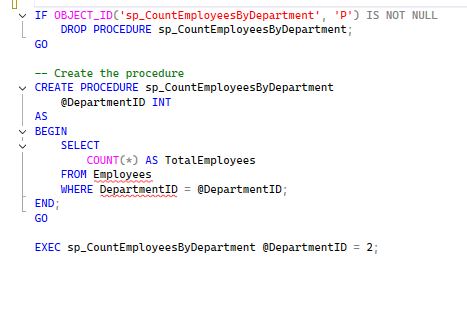 IF OBJECT_ID('sp_CountEmployeesByDepartment', 'P') IS NOT NULL
    DROP PROCEDURE sp_CountEmployeesByDepartment;
GO

-- Create the procedure
CREATE PROCEDURE sp_CountEmployeesByDepartment
    @DepartmentID INT
AS
BEGIN
    SELECT
        COUNT(*) AS TotalEmployees
    FROM Employees
    WHERE DepartmentID = @DepartmentID;
END;
GO

EXEC sp_CountEmployeesByDepartment @DepartmentID = 2;